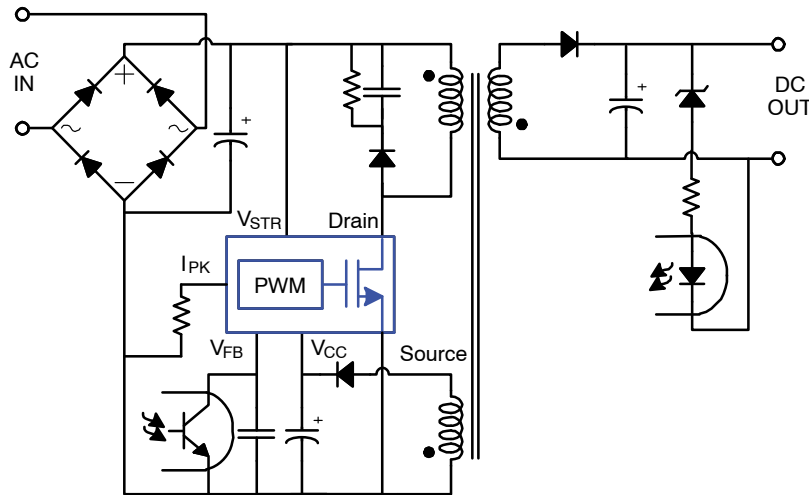 AC
IN
+
~
~
−
+
+
DC
OUT
VSTR
Drain
IPK
PWM
VFB
VCC
Source
+